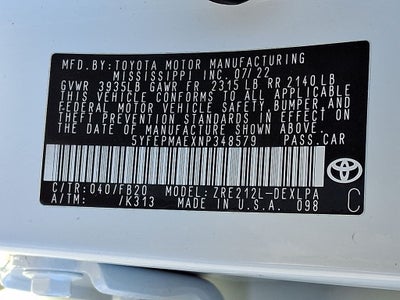 MFD.BY:TOYOTA MOTOR MANUFACTURING
MISSISSIPPI INC. 07/22
GVWR 3935LB GAWR FR 2315 LB RR 2140 LB
THIS VEHICLE CONFORMS TO ALL APPLICABLE
FEDERAL MOTOR VEHICLE SAFETY,BUMPER,AND
THEFT PREVENTION STANDARDS IN EFFECT ON
THE DATE OF MANUFACTURE SHOWN ABOVE.
5YFEPMAEXNP348579 PASS.CAR
C/TR:040/FB20 MODEL:ZRE212L-DEXLPA
A/TM: /K313 MADE IN U.S.A. 098
C